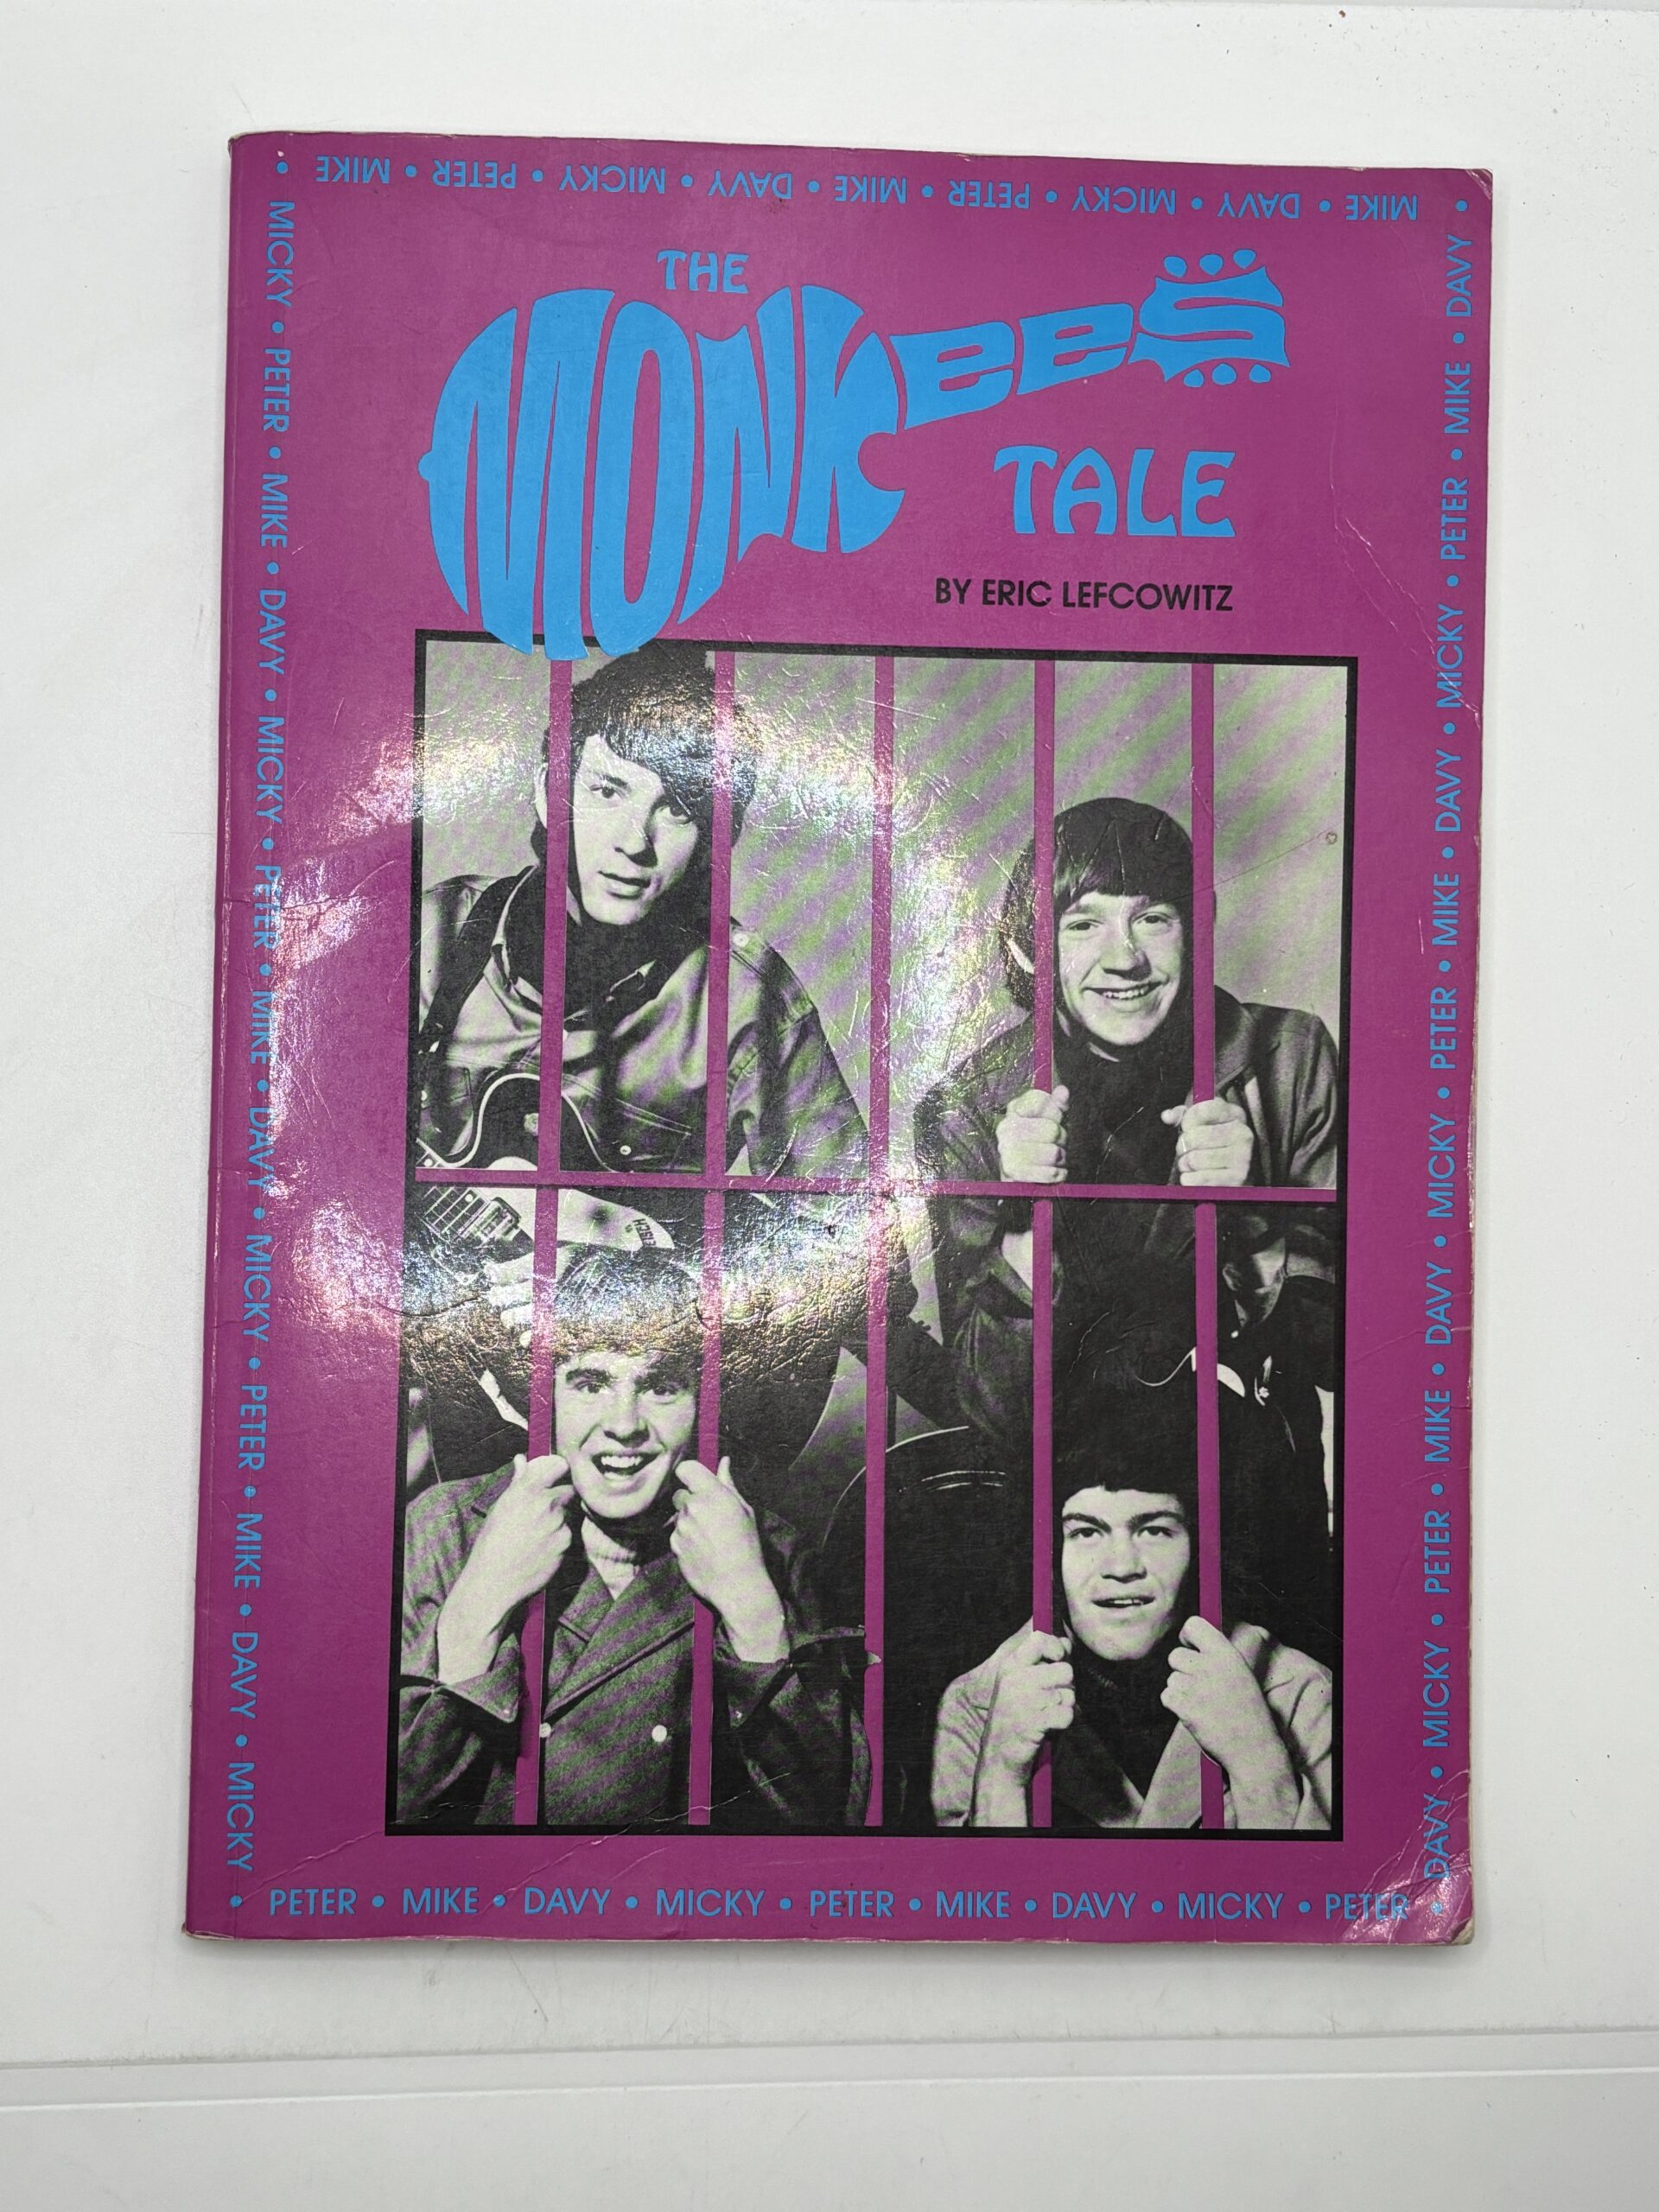 MIKE • DAVY • MICKY • PETER • MIKE • DAVY • MICKY • PETER • MIKE
THE
MONKEES
TALE
BY ERIC LEFCOWITZ
MICKY • PETER • MIKE • DAVY • MICKY • PETER • MIKE • DAVY • MICKY • PETER • MIKE • DAVY • MICKY
DAVY • MICKY • PETER • MIKE • DAVY • MICKY • PETER • MIKE • DAVY • MICKY • PETER • MIKE • DAVY
• PETER • MIKE • DAVY • MICKY • PETER • MIKE • DAVY • MICKY • PETER •